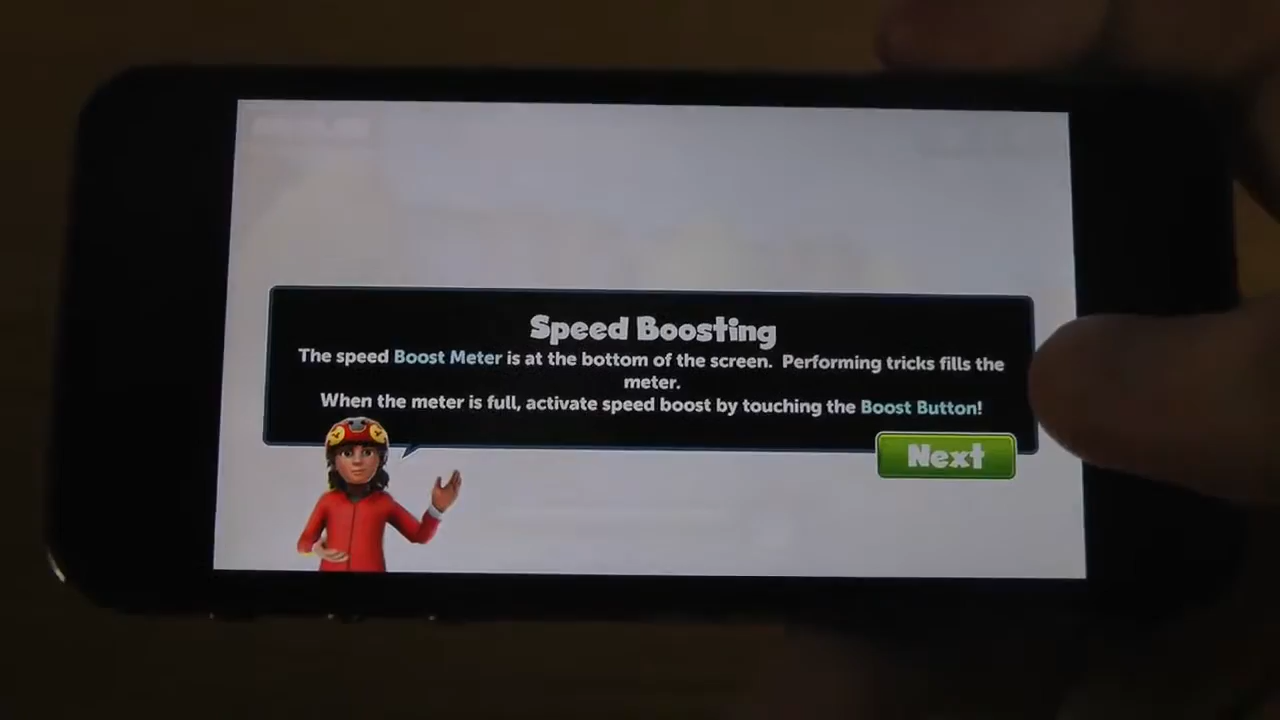 Speed Boosting
The speed Boost Meter is at the bottom of the screen. Performing tricks fills the
meter.
When the meter is full, activate speed boost by touching the Boost Button!
Next